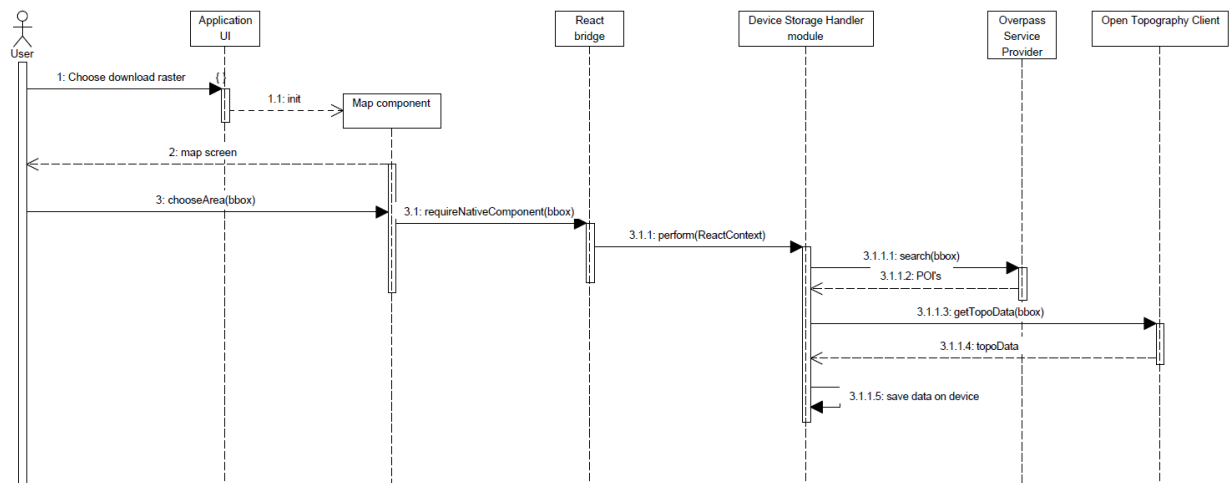 User
Application
UI
React
bridge
Device Storage Handler
module
Overpass
Service
Provider
Open Topography Client
1: Choose download raster
{ }
1.1: init
Map component
2: map screen
3: chooseArea(bbox)
3.1: requireNativeComponent(bbox)
3.1.1: perform(ReactContext)
3.1.1.1: search(bbox)
3.1.1.2: POI's
3.1.1.3: getTopoData(bbox)
3.1.1.4: topoData
3.1.1.5: save data on device